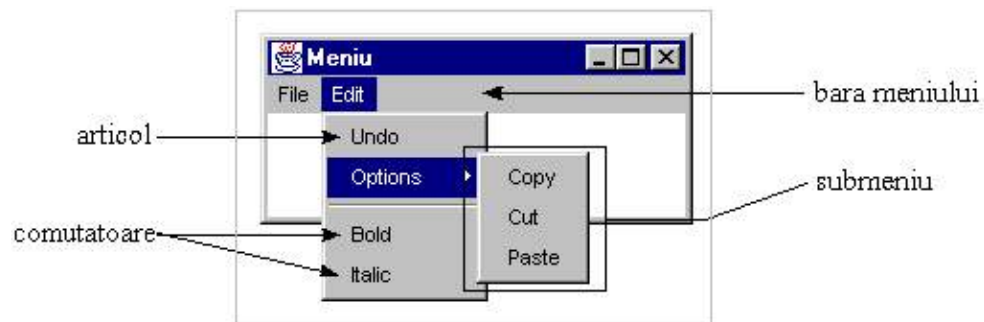 Meniu
File Edit
bara meniului
articol
Undo
Options
Copy
submeniu
Cut
comutatoare
Bold
Paste
Italic